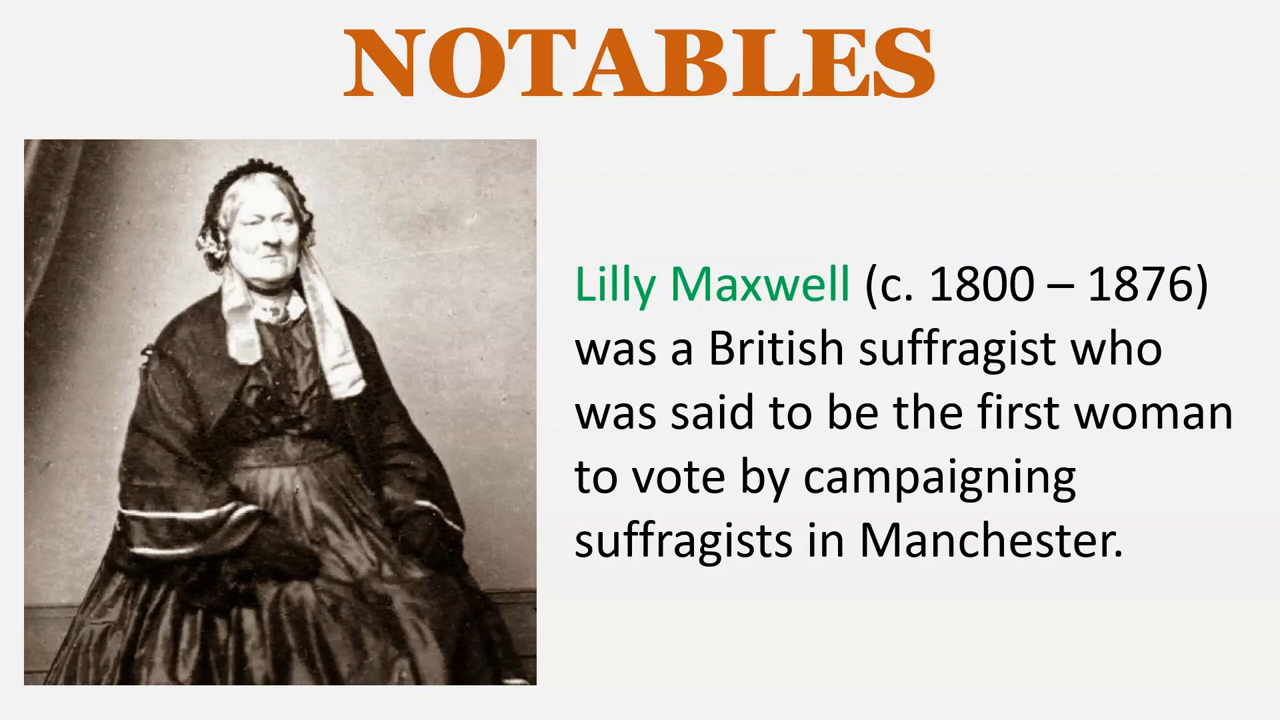 NOTABLES
Lilly Maxwell (c. 1800 – 1876)
was a British suffragist who
was said to be the first woman
to vote by campaigning
suffragists in Manchester.